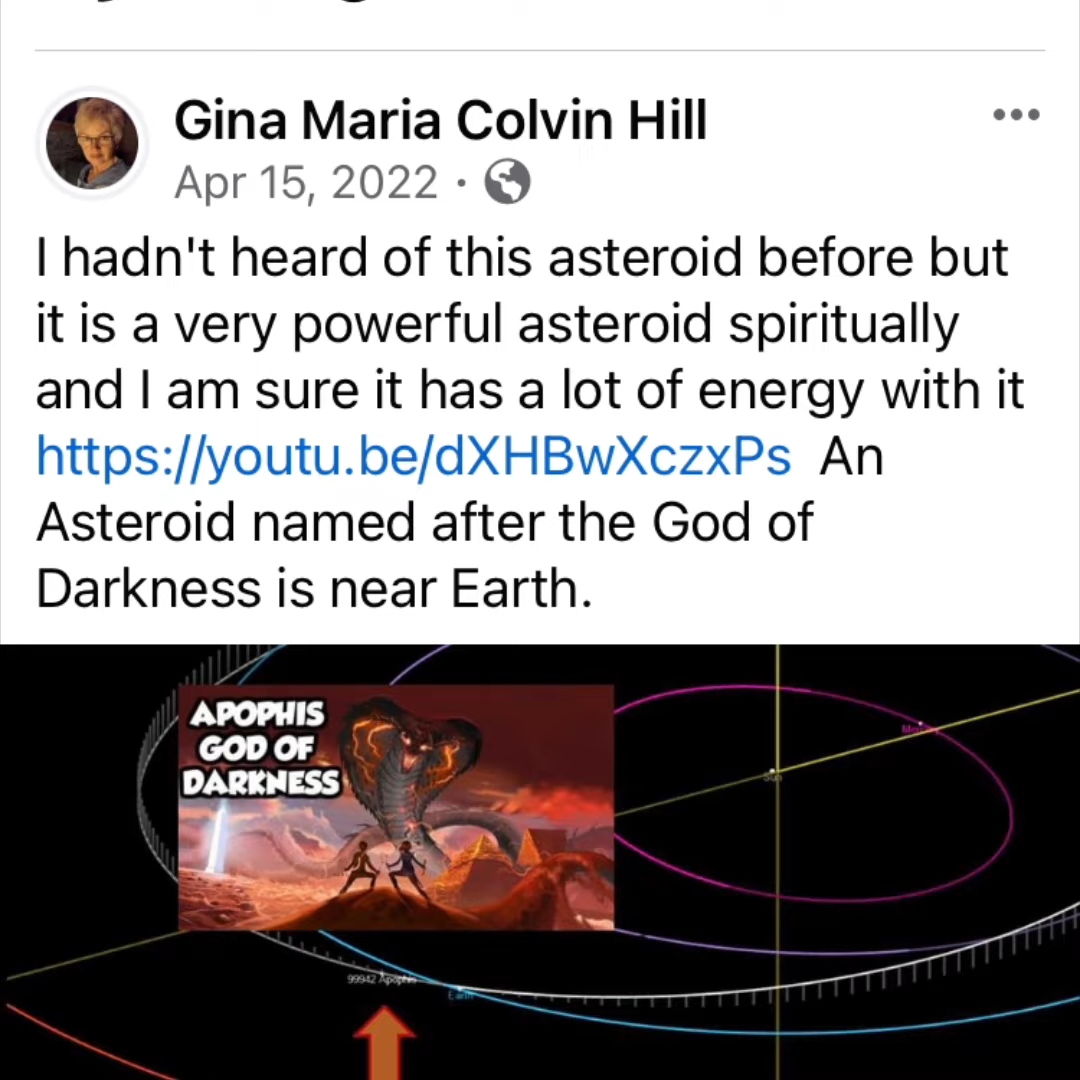 Gina Maria Colvin Hill
Apr 15, 2022 ·
I hadn't heard of this asteroid before but
it is a very powerful asteroid spiritually
and I am sure it has a lot of energy with it
https://youtu.be/dXHBwXczxPs An
Asteroid named after the God of
Darkness is near Earth.
APOPHIS
GOD OF
DARKNESS
Sun
99942 Apophis
Earth